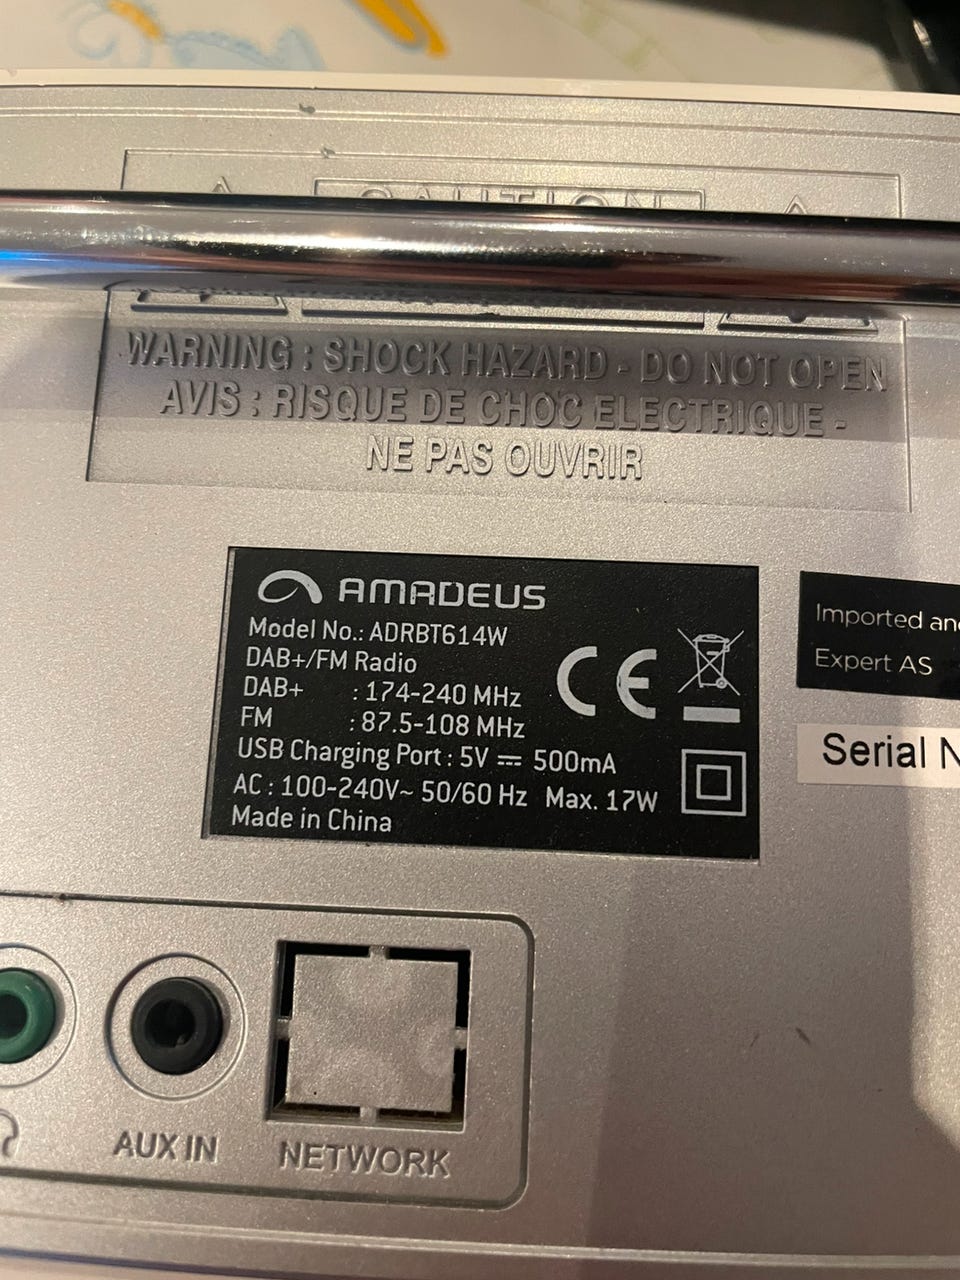 CAUTION
WARNING : SHOCK HAZARD - DO NOT OPEN
AVIS : RISQUE DE CHOC ELECTRIQUE -
NE PAS OUVRIR
AMADEUS
Model No.: ADRBT614W
DAB+/FM Radio
DAB+ : 174-240 MHz
FM : 87.5-108 MHz
USB Charging Port : 5V ⎓ 500mA
AC : 100-240V~ 50/60 Hz Max. 17W
Made in China
CE
Imported an
Expert AS
Serial N
AUX IN
NETWORK